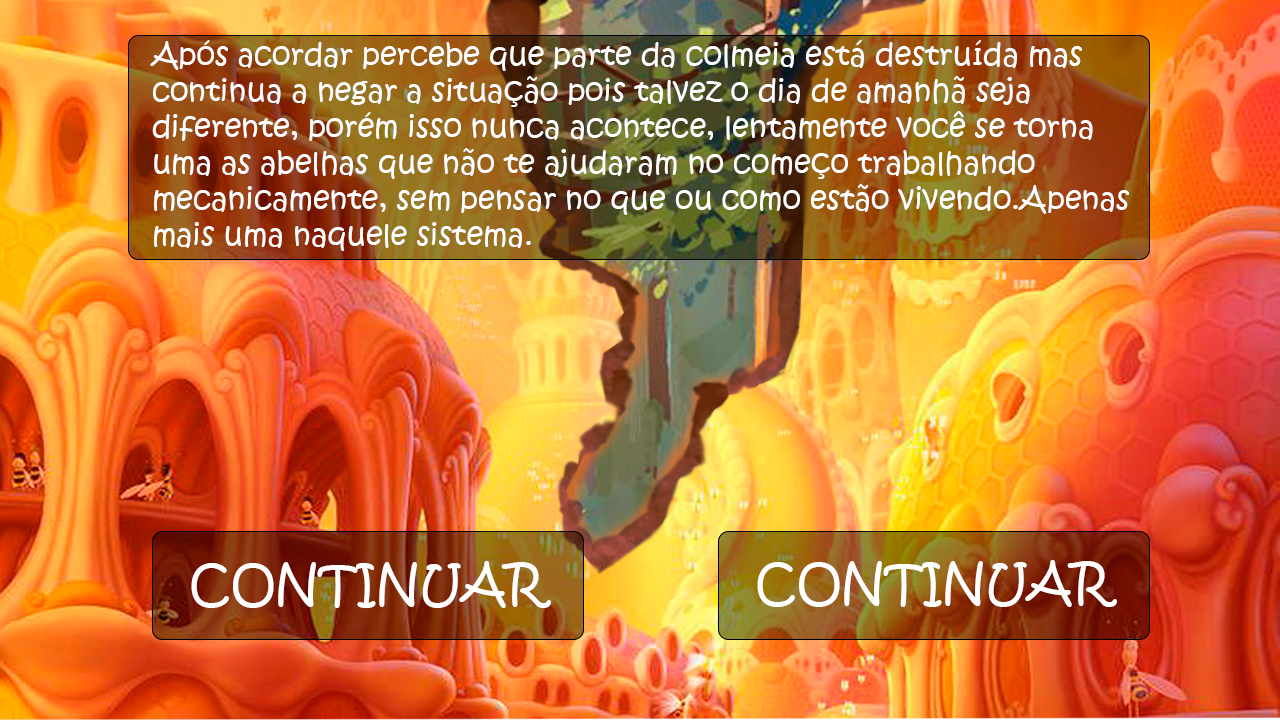 Após acordar percebe que parte da colmeia está destruída mas
continua a negar a situação pois talvez o dia de amanhã seja
diferente, porém isso nunca acontece, lentamente você se torna
uma as abelhas que não te ajudaram no começo trabalhando
mecanicamente, sem pensar no que ou como estão vivendo.Apenas
mais uma naquele sistema.
CONTINUAR
CONTINUAR